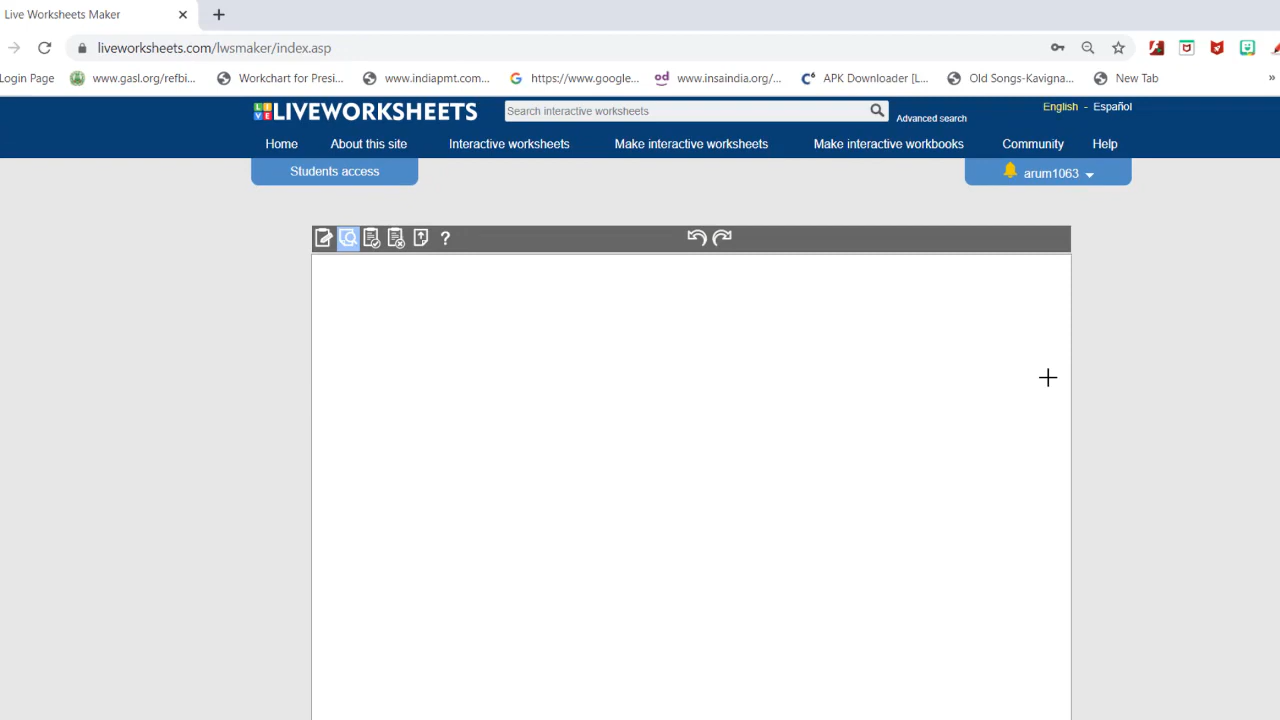 Live Worksheets Maker
liveworksheets.com/lwsmaker/index.asp
Login Page www.gasl.org/refbi... Workchart for Presi... www.indiapmt.com... https://www.google... www.insaindia.org/... APK Downloader [L... Old Songs-Kavigna... New Tab »
LIVEWORKSHEETS Search interactive worksheets Advanced search English - Español
Home About this site Interactive worksheets Make interactive worksheets Make interactive workbooks Community Help
Students access arum1063
?